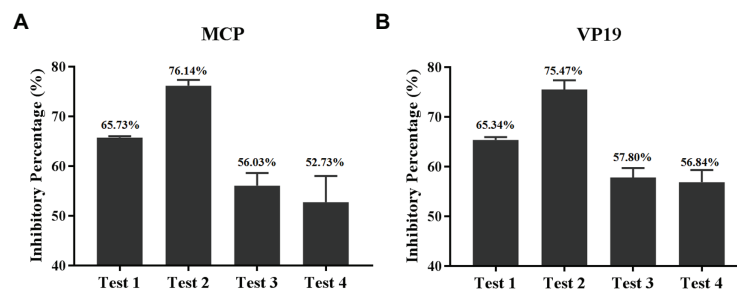 A
MCP
Inhibitory Percentage (%)
80
70
60
50
40
65.73%
76.14%
56.03%
52.73%
Test 1 Test 2 Test 3 Test 4
B
VP19
Inhibitory Percentage (%)
80
70
60
50
40
65.34%
75.47%
57.80%
56.84%
Test 1 Test 2 Test 3 Test 4